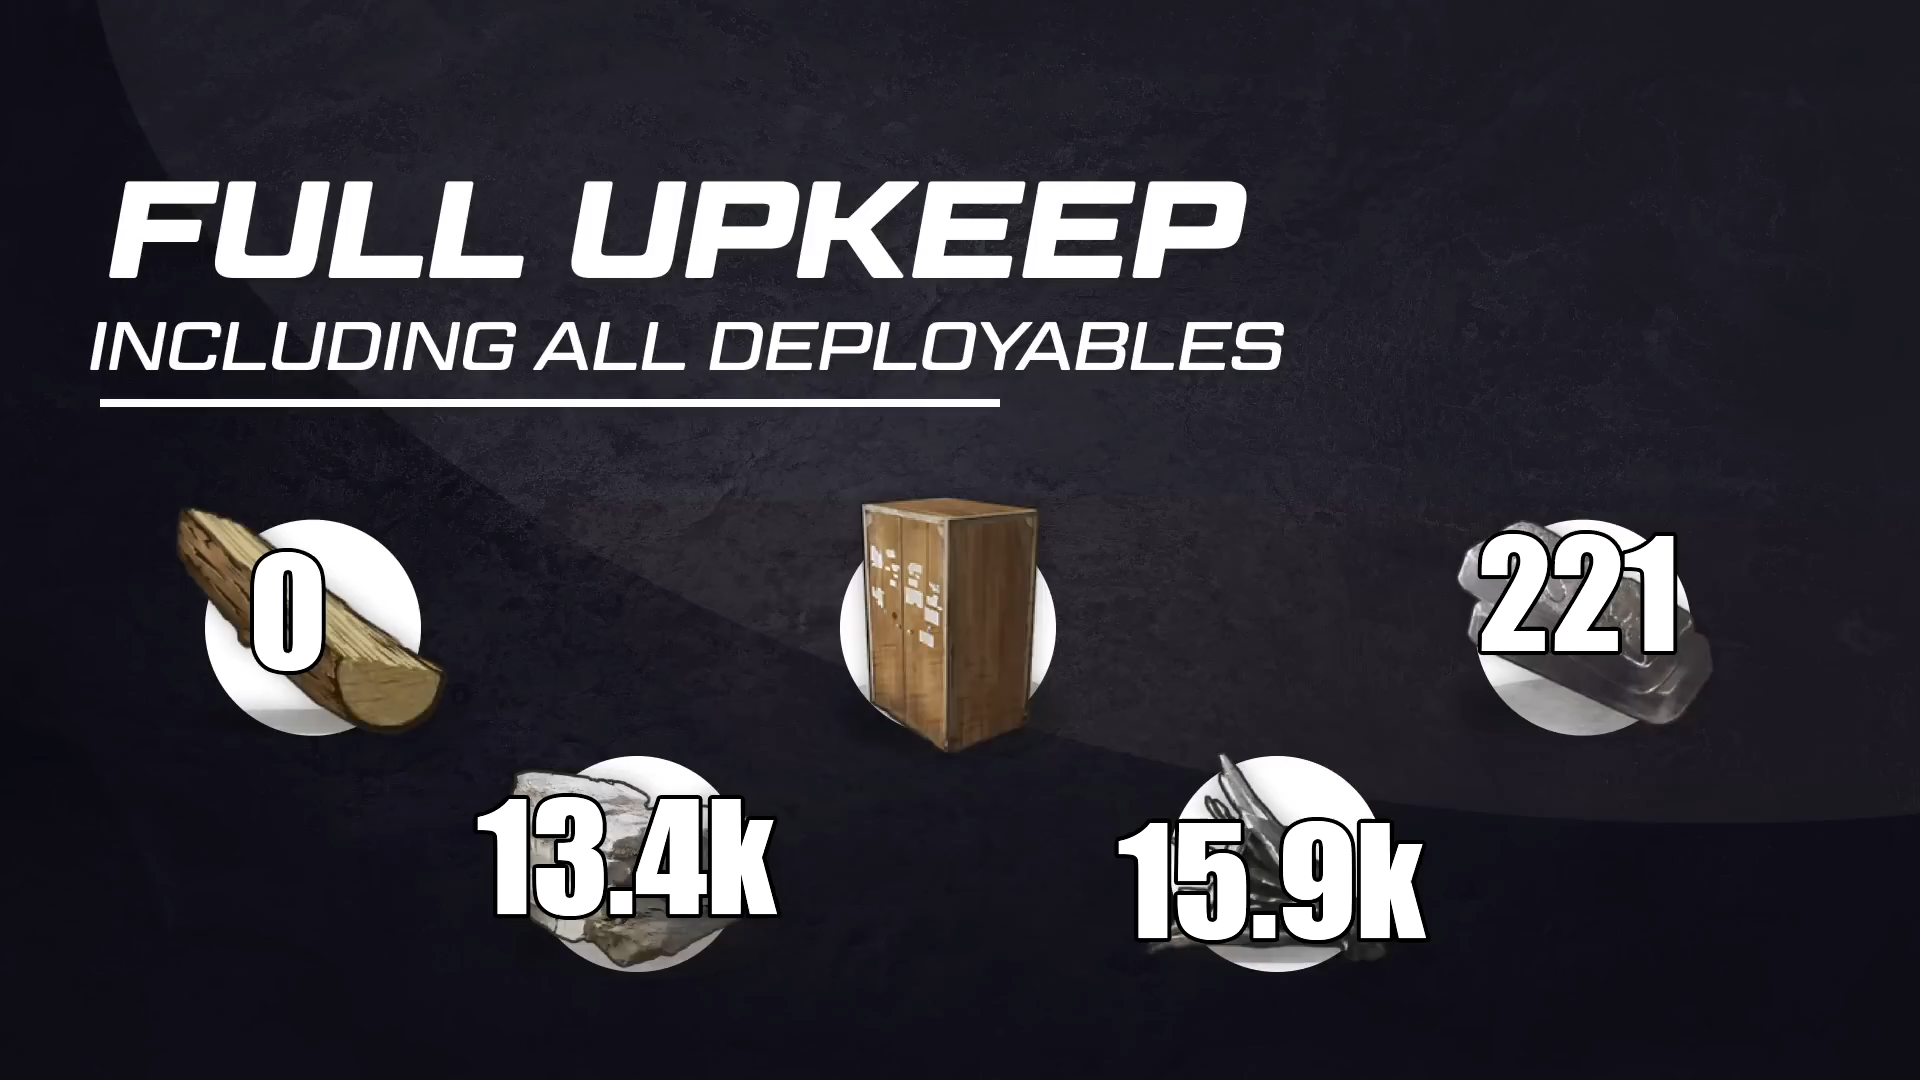 FULL UPKEEP
INCLUDING ALL DEPLOYABLES
0
221
13.4k
15.9k